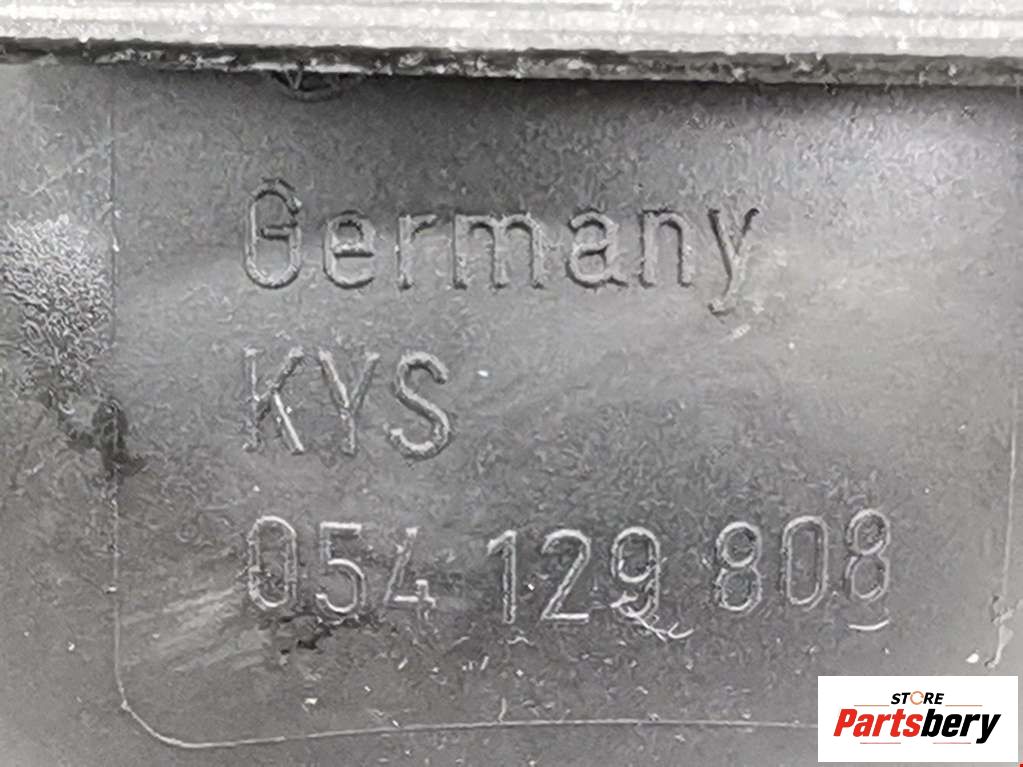 Germany
KYS
054 129 808
STORE
Partsbery